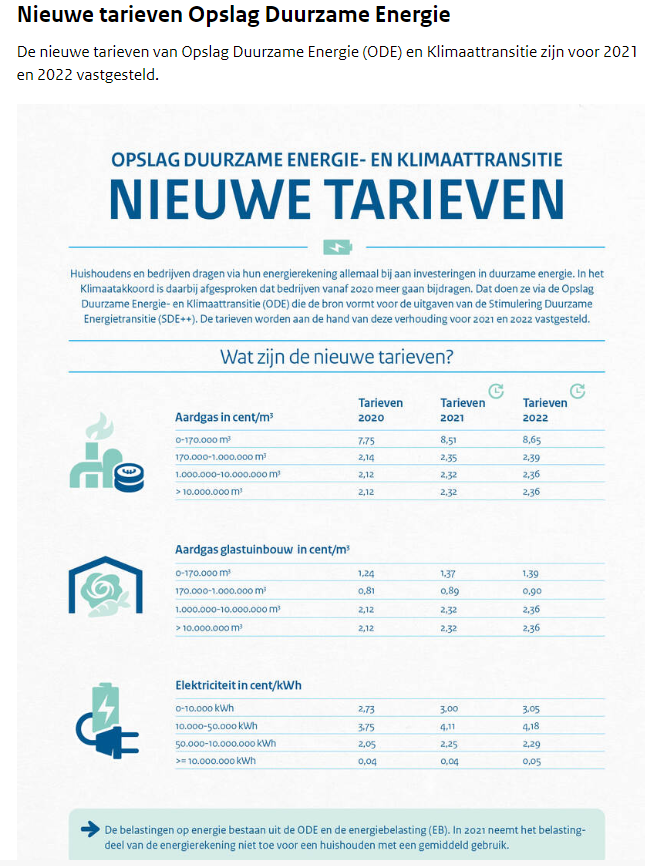 Nieuwe tarieven Opslag Duurzame Energie
De nieuwe tarieven van Opslag Duurzame Energie (ODE) en Klimaattransitie zijn voor 2021
en 2022 vastgesteld.
OPSLAG DUURZAME ENERGIE- EN KLIMAATTRANSITIE
NIEUWE TARIEVEN
Huishoudens en bedrijven dragen via hun energierekening allemaal bij aan investeringen in duurzame energie. In het
Klimaatakkoord is daarbij afgesproken dat bedrijven vanaf 2020 meer gaan bijdragen. Dat doen ze via de Opslag
Duurzame Energie- en Klimaattransitie (ODE) die de bron vormt voor de uitgaven van de Stimulering Duurzame
Energietransitie (SDE++). De tarieven worden aan de hand van deze verhouding voor 2021 en 2022 vastgesteld.
Wat zijn de nieuwe tarieven?
Aardgas in cent/m³ Tarieven 2020 Tarieven 2021 Tarieven 2022
0-170.000 m³ 7,75 8,51 8,65
170.000-1.000.000 m³ 2,14 2,35 2,39
1.000.000-10.000.000 m³ 2,12 2,32 2,36
> 10.000.000 m³ 2,12 2,32 2,36
Aardgas glastuinbouw in cent/m³
0-170.000 m³ 1,24 1,37 1,39
170.000-1.000.000 m³ 0,81 0,89 0,90
1.000.000-10.000.000 m³ 2,12 2,32 2,36
> 10.000.000 m³ 2,12 2,32 2,36
Elektriciteit in cent/kWh
0-10.000 kWh 2,73 3,00 3,05
10.000-50.000 kWh 3,75 4,11 4,18
50.000-10.000.000 kWh 2,05 2,25 2,29
>= 10.000.000 kWh 0,04 0,04 0,05
De belastingen op energie bestaan uit de ODE en de energiebelasting (EB). In 2021 neemt het belasting-
deel van de energierekening niet toe voor een huishouden met een gemiddeld gebruik.